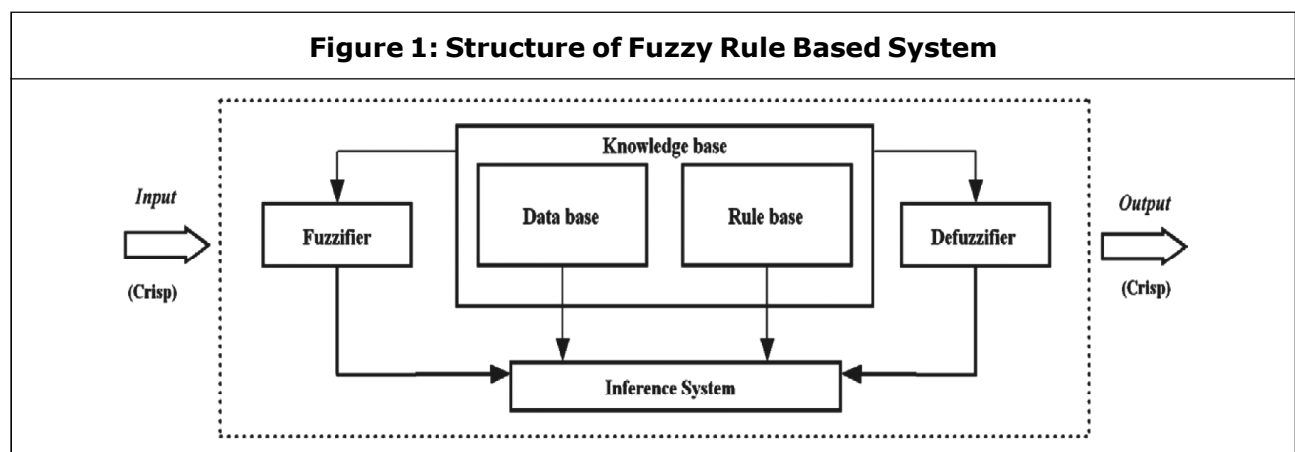 Figure 1: Structure of Fuzzy Rule Based System
Knowledge base
Input
(Crisp)
Fuzzifier
Data base
Rule base
Defuzzifier
Output
(Crisp)
Inference System